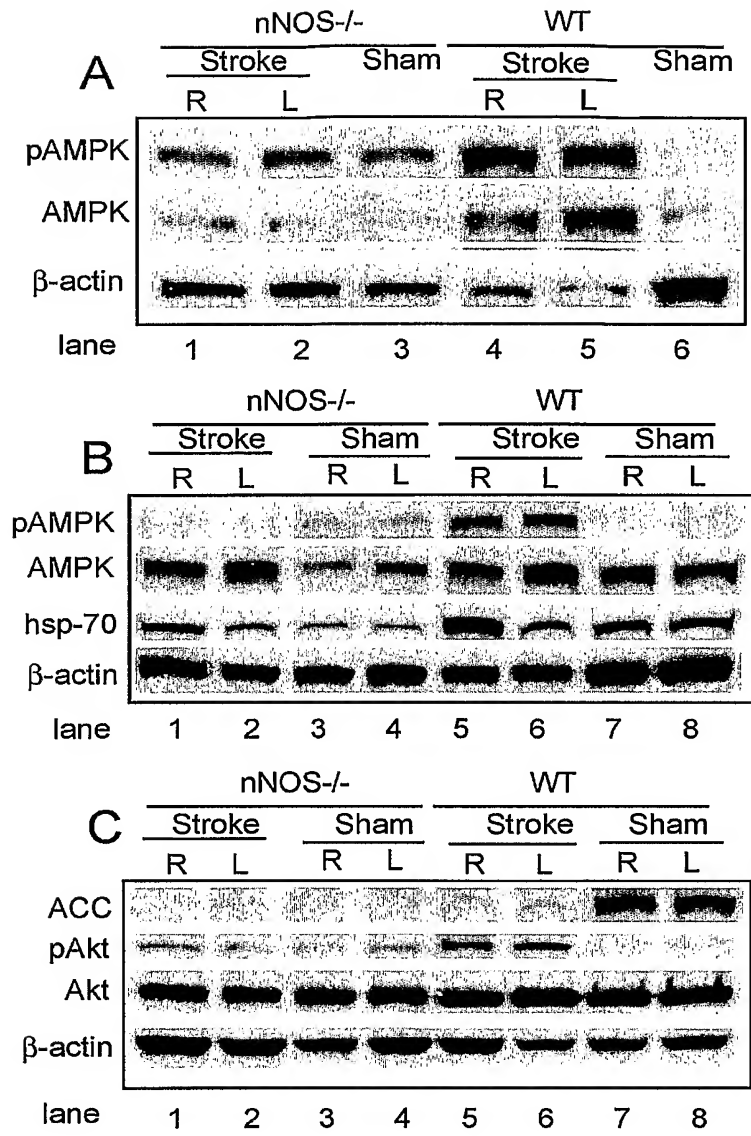 nNOS-/- WT
A Stroke Sham Stroke Sham
R L R L
pAMPK
AMPK
β-actin
lane 1 2 3 4 5 6
nNOS-/- WT
B Stroke Sham Stroke Sham
R L R L R L R L
pAMPK
AMPK
hsp-70
β-actin
lane 1 2 3 4 5 6 7 8
nNOS-/- WT
C Stroke Sham Stroke Sham
R L R L R L R L
ACC
pAkt
Akt
β-actin
lane 1 2 3 4 5 6 7 8